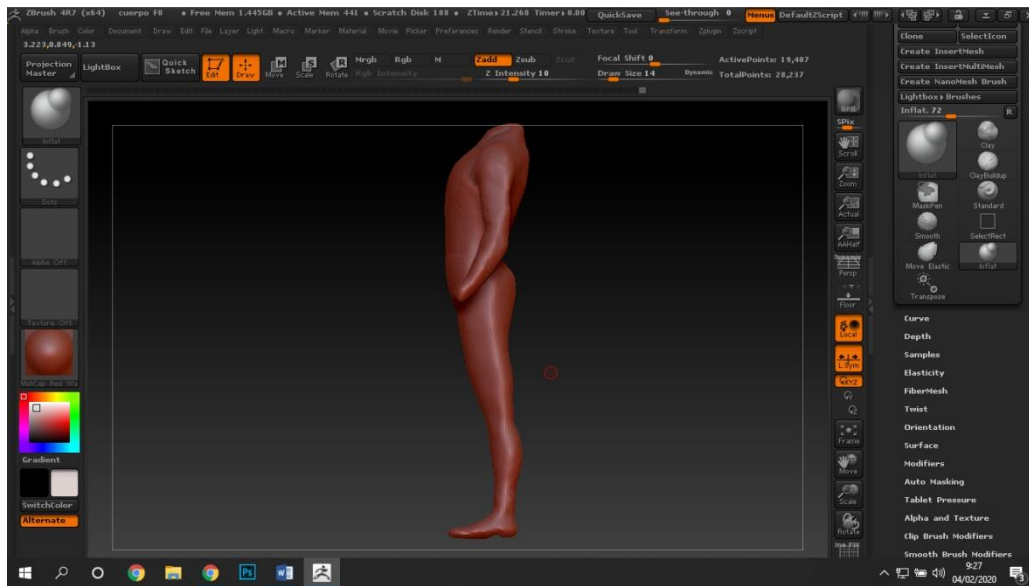 ZBrush 4R7 (x64) cuerpo FB • Free Mem 1.445GB • Active Mem 441 • Scratch Disk 188 • ZTime▸21.268 Timer▸0.00 QuickSave See-through 0 Menus DefaultZScript
Alpha Brush Color Document Draw Edit File Layer Light Macro Marker Material Movie Picker Preferences Render Stencil Stroke Texture Tool Transform Zplugin Zscript
3.223,0.849,-1.13
Projection Master LightBox Quick Sketch Edit Draw Move Scale Rotate Mrgb Rgb M Zadd Zsub Zcut Focal Shift 0 ActivePoints: 19,407
Rgb Intensity Z Intensity 10 Draw Size 14 Dynamic TotalPoints: 28,237
Inflat
Dots
Alpha Off
Texture Off
MatCap Red Wa
Gradient
SwitchColor
Alternate
BPR
SPix
Scroll
Zoom
Actual
AAHalf
Dynamic
Persp
Floor
Local
L.Sym
Frame
Move
Scale
Rotate
Clone SelectIcon
Create InsertMesh
Create InsertMultiMesh
Create NanoMesh Brush
Lightbox▸Brushes
Inflat. 72 R
Inflat Clay
ClayBuildup
MaskPen Standard
Smooth SelectRect
Move Elastic Inflat
Transpose
Curve
Depth
Samples
Elasticity
FiberMesh
Twist
Orientation
Surface
Modifiers
Auto Masking
Tablet Pressure
Alpha and Texture
Clip Brush Modifiers
Smooth Brush Modifiers
9:27
04/02/2020